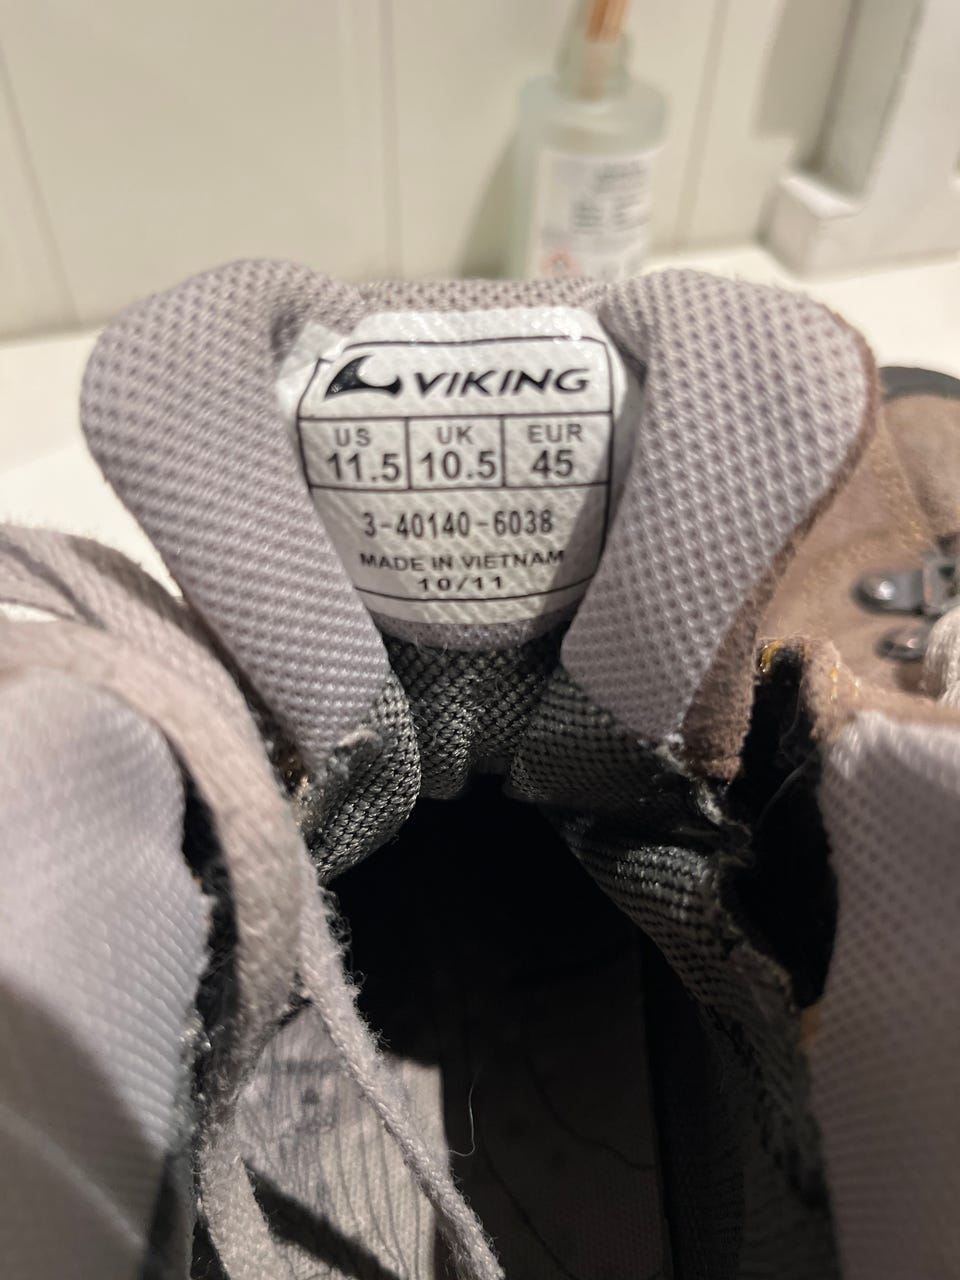 VIKING
US UK EUR
11.5 10.5 45
3-40140-6038
MADE IN VIETNAM
10/11